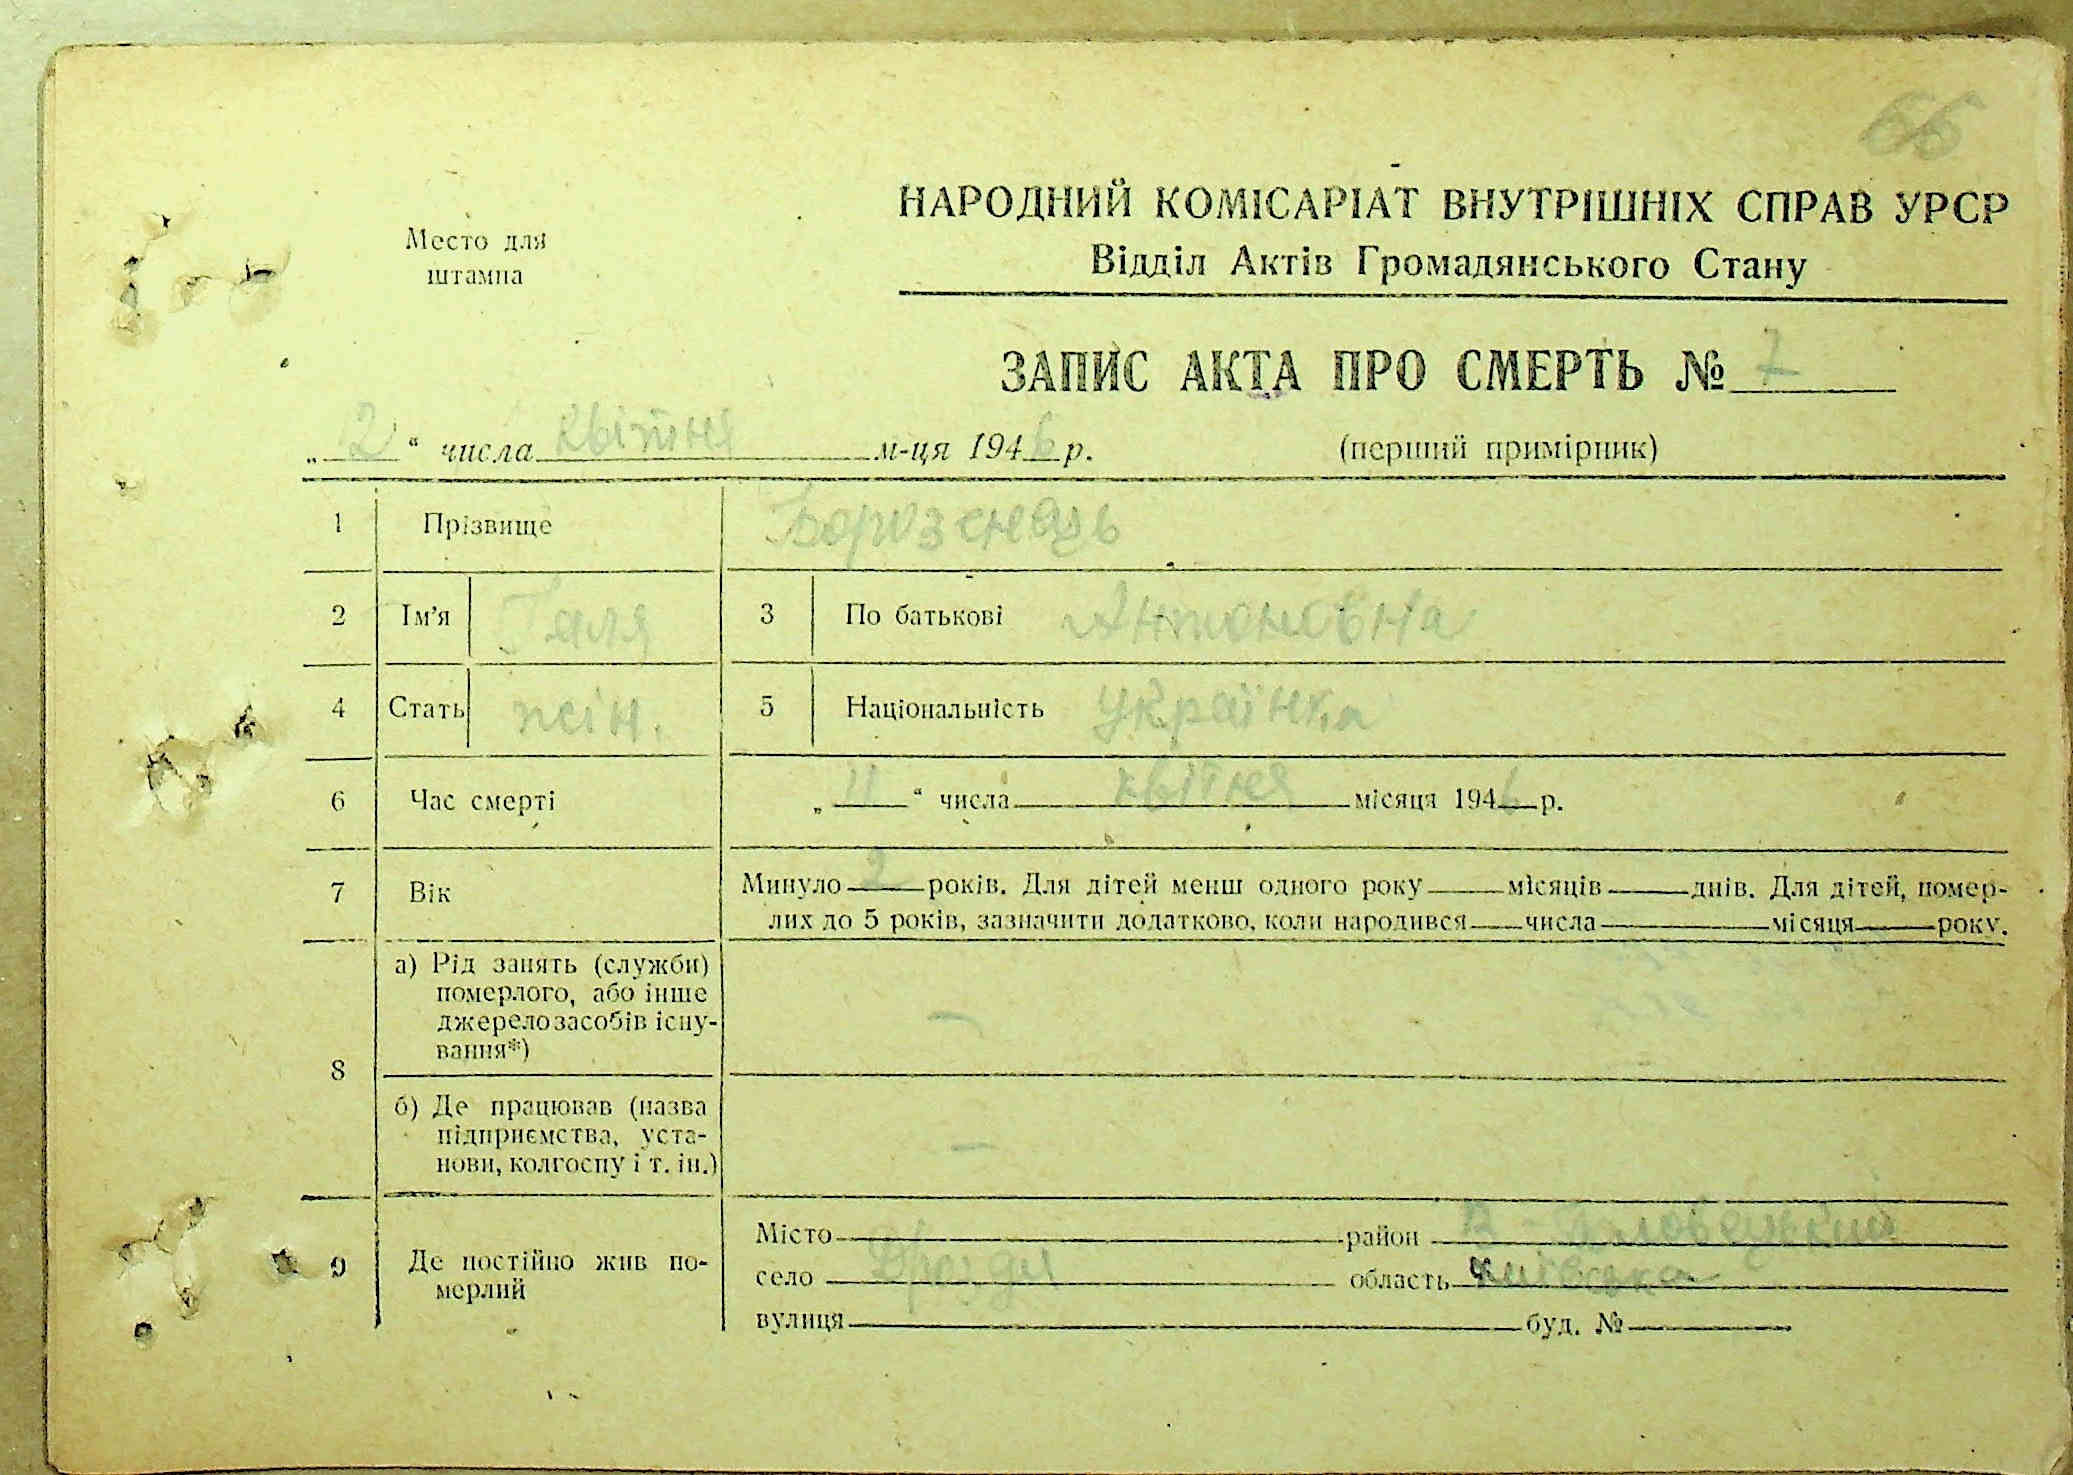 66
Место для
штампа
НАРОДНИЙ КОМІСАРІАТ ВНУТРІШНІХ СПРАВ УРСР
Відділ Актів Громадянського Стану
ЗАПИС АКТА ПРО СМЕРТЬ № 7
„12“ числа квітня м-ця 1946 р.
(перший примірник)
1 Прізвище
2 Ім’я Галя 3 По батькові Антоновна
4 Стать жін. 5 Національність українка
6 Час смерті „11“ числа квітня місяця 1946 р.
7 Вік Минуло 2 років. Для дітей менш одного року місяців днів. Для дітей, помер-
лих до 5 років, зазначити додатково, коли народився числа місяця року.
8 а) Рід занять (служби)
померлого, або інше
джерело засобів існу-
вання*) –
б) Де працював (назва
підприємства, уста-
нови, колгоспу і т. ін.) –
9 Де постійно жив по-
мерлий
Місто район
село Дрозди область Київська
вулиця буд. №